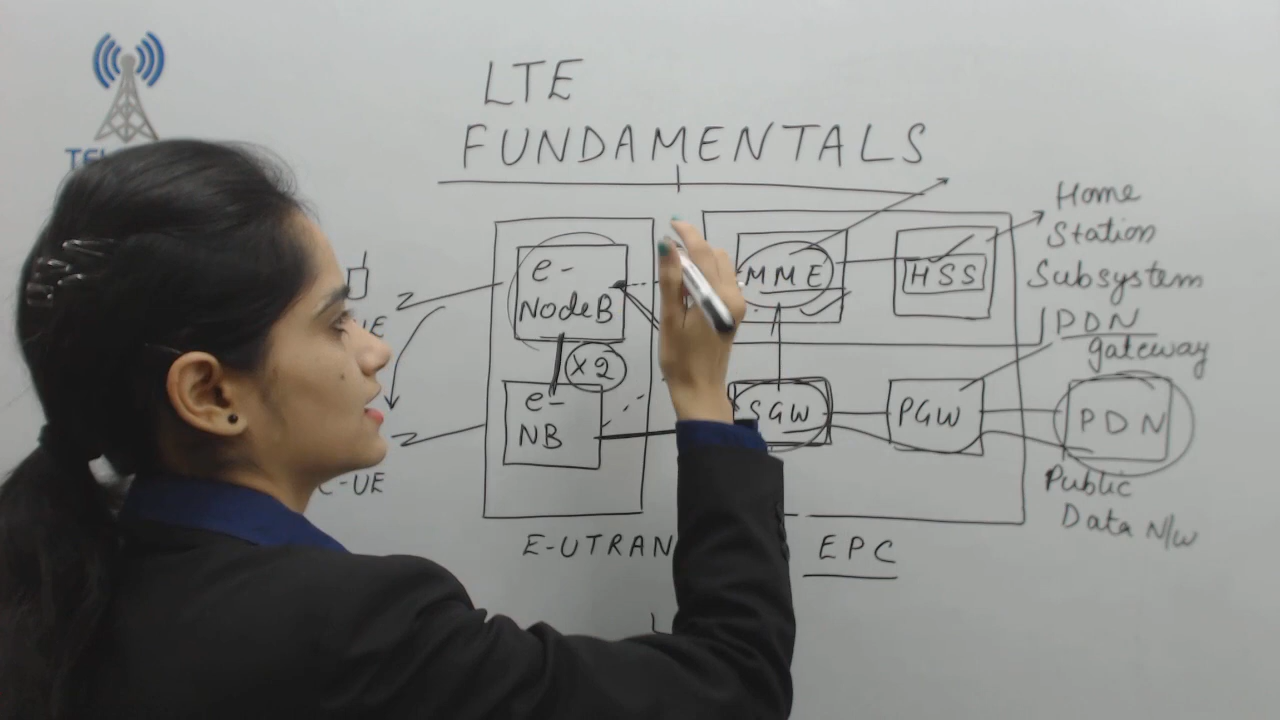 LTE
FUNDAMENTALS
e-
NodeB
X2
e-
NB
MME
HSS
Home
Station
Subsystem
PDN
gateway
SGW
PGW
PDN
Public
Data N/W
-UE
E-UTRAN
EPC